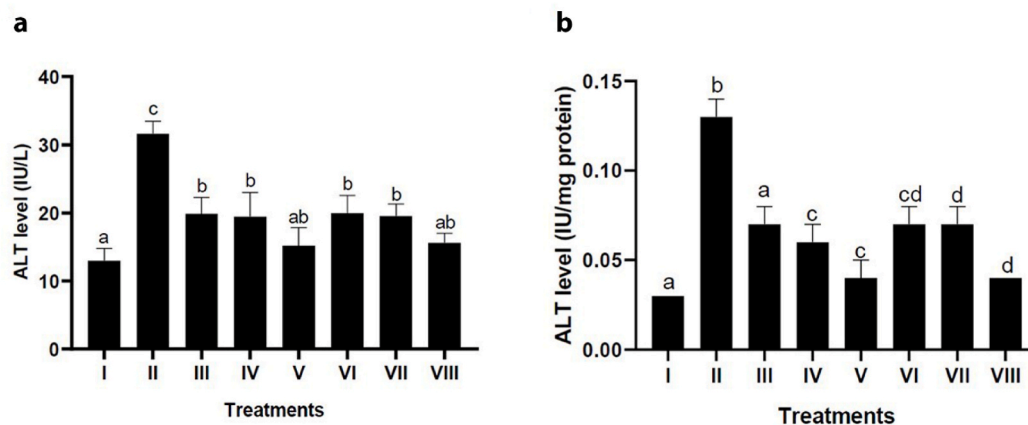 a
ALT level (IU/L)
40
30
20
10
0
a
c
b
b
ab
b
b
ab
I II III IV V VI VII VIII
Treatments
b
ALT level (IU/mg protein)
0.15
0.10
0.05
0.00
a
b
a
c
c
cd
d
d
I II III IV V VI VII VIII
Treatments